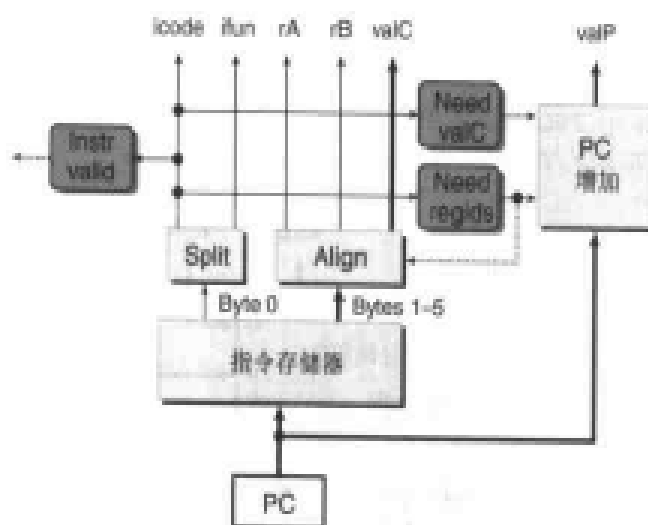 icode ifun rA rB valC valP
Need
valC
Instr
valid
PC
增加
Need
regids
Split
Align
Byte 0
Bytes 1-5
指令存储器
PC